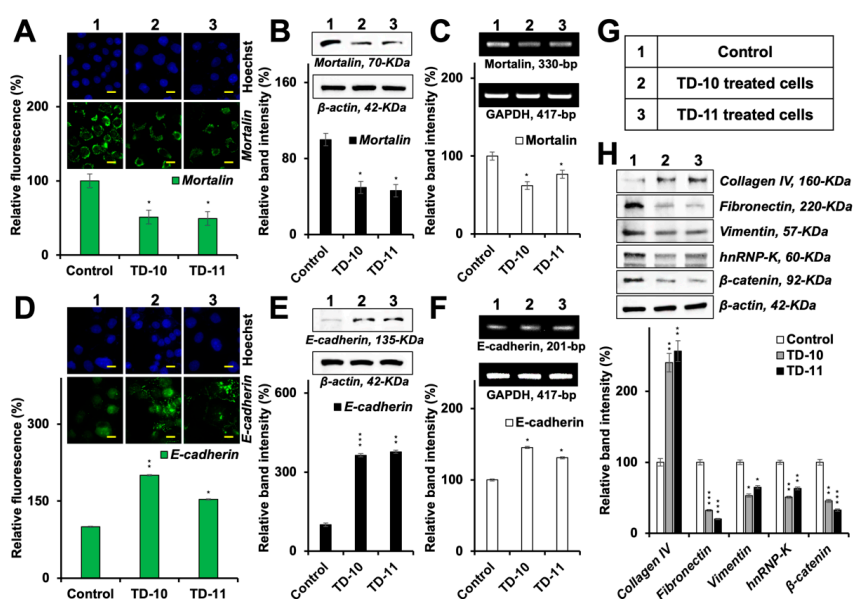 A
1 2 3
Hoechst
Mortalin
Relative fluorescence (%)
200
100
0
Mortalin
* *
Control TD-10 TD-11
B
1 2 3
Mortalin, 70-KDa
β-actin, 42-KDa
Relative band intensity (%)
160
80
0
Mortalin
* *
Control TD-10 TD-11
C
1 2 3
Mortalin, 330-bp
GAPDH, 417-bp
Relative band intensity (%)
200
100
0
Mortalin
* *
Control TD-10 TD-11
D
1 2 3
Hoechst
E-cadherin
Relative fluorescence (%)
300
150
0
E-cadherin
** *
Control TD-10 TD-11
E
1 2 3
E-cadherin, 135-KDa
β-actin, 42-KDa
Relative band intensity (%)
600
300
0
E-cadherin
*** **
Control TD-10 TD-11
F
1 2 3
E-cadherin, 201-bp
GAPDH, 417-bp
Relative band intensity (%)
200
100
0
E-cadherin
* *
Control TD-10 TD-11
G
1 Control
2 TD-10 treated cells
3 TD-11 treated cells
H
1 2 3
Collagen IV, 160-KDa
Fibronectin, 220-KDa
Vimentin, 57-KDa
hnRNP-K, 60-KDa
β-catenin, 92-KDa
β-actin, 42-KDa
Relative band intensity (%)
300
200
100
0
Control
TD-10
TD-11
** ** *** *** * * ** ** ** ***
Collagen IV Fibronectin Vimentin hnRNP-K β-catenin